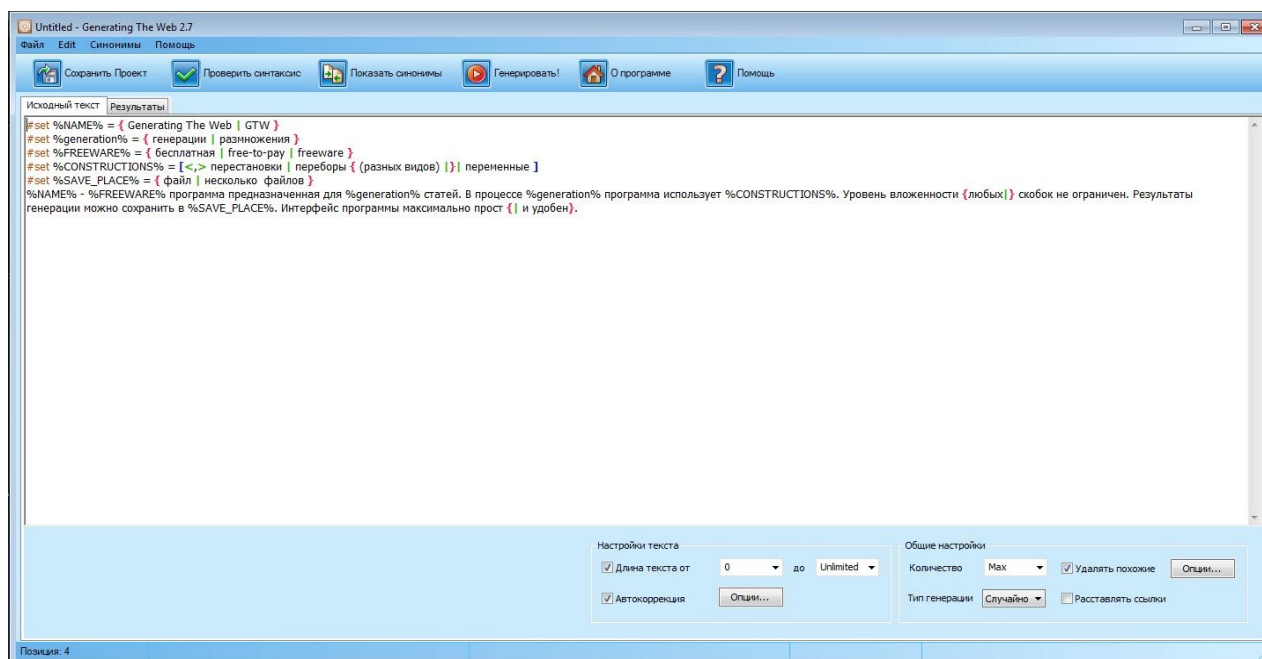 Untitled - Generating The Web 2.7
Файл Edit Синонимы Помощь
Сохранить Проект Проверить синтаксис Показать синонимы Генерировать! О программе Помощь
Исходный текст Результаты
#set %NAME% = { Generating The Web | GTW }
#set %generation% = { генерации | размножения }
#set %FREEWARE% = { бесплатная | free-to-pay | freeware }
#set %CONSTRUCTIONS% = [<,> перестановки | переборы { (разных видов) |}| переменные ]
#set %SAVE_PLACE% = { файл | несколько файлов }
%NAME% - %FREEWARE% программа предназначенная для %generation% статей. В процессе %generation% программа использует %CONSTRUCTIONS%. Уровень вложенности {любых|} скобок не ограничен. Результаты
генерации можно сохранить в %SAVE_PLACE%. Интерфейс программы максимально прост {| и удобен}.
Настройки текста Общие настройки
Длина текста от 0 до Unlimited Количество Max Удалять похожие Опции...
Автокоррекция Опции... Тип генерации Случайно Расставлять ссылки
Позиция: 4